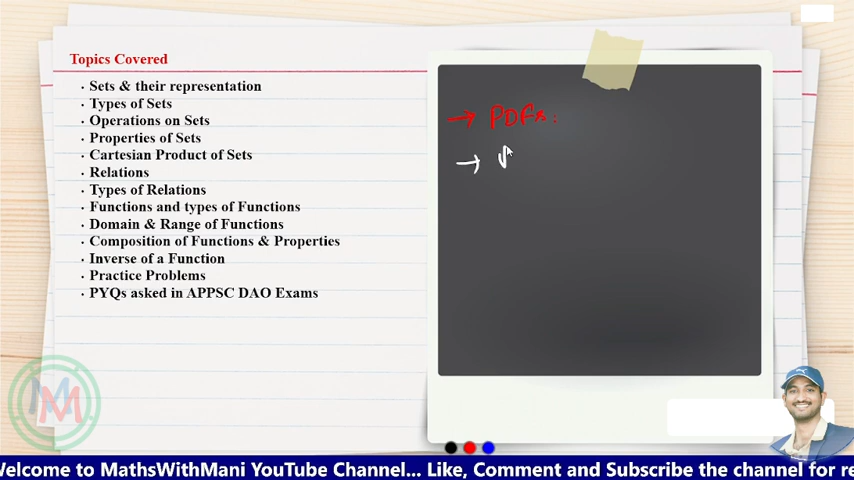 Topics Covered
· Sets & their representation
· Types of Sets
· Operations on Sets
· Properties of Sets
· Cartesian Product of Sets
· Relations
· Types of Relations
· Functions and types of Functions
· Domain & Range of Functions
· Composition of Functions & Properties
· Inverse of a Function
· Practice Problems
· PYQs asked in APPSC DAO Exams
→ PDFs:
→
MM
Welcome to MathsWithMani YouTube Channel... Like, Comment and Subscribe the channel for re